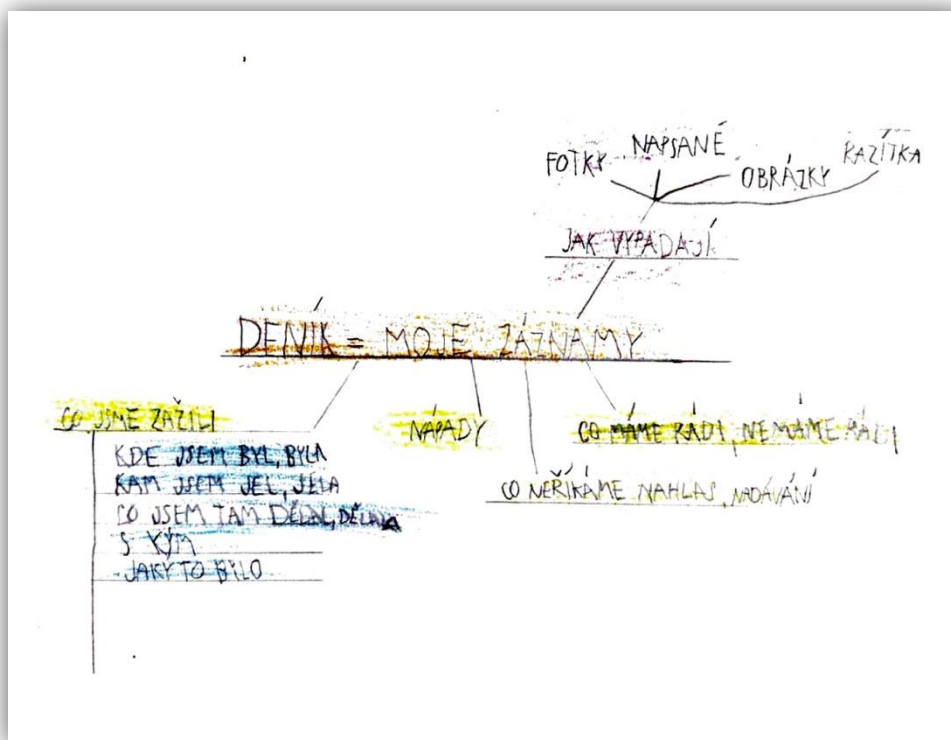 FOTKY
NAPSANÉ
OBRÁZKY
RAZÍTKA
JAK VYPADAJÍ
DENÍK = MOJE ZÁZNAMY
CO JSME ZAŽILI
KDE JSEM BYL, BYLA
KAM JSEM JEL, JELA
CO JSEM TAM DĚLAL, DĚLALA
S KÝM
JAKÝ TO BYLO
NÁPADY
CO NEŘÍKÁME NAHLAS, NADÁVÁNÍ
CO MÁME RÁDI, NEMÁME RÁDI